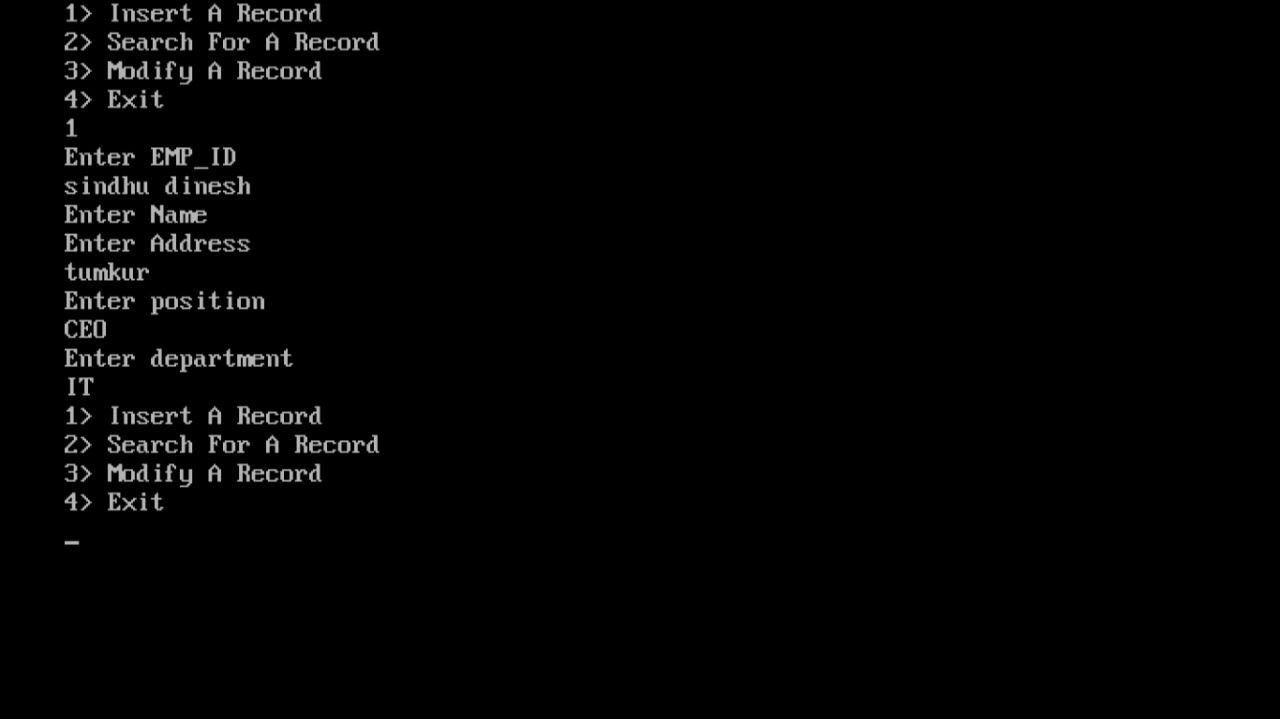 1> Insert A Record
2> Search For A Record
3> Modify A Record
4> Exit
1
Enter EMP_ID
sindhu dinesh
Enter Name
Enter Address
tumkur
Enter position
CEO
Enter department
IT
1> Insert A Record
2> Search For A Record
3> Modify A Record
4> Exit
_